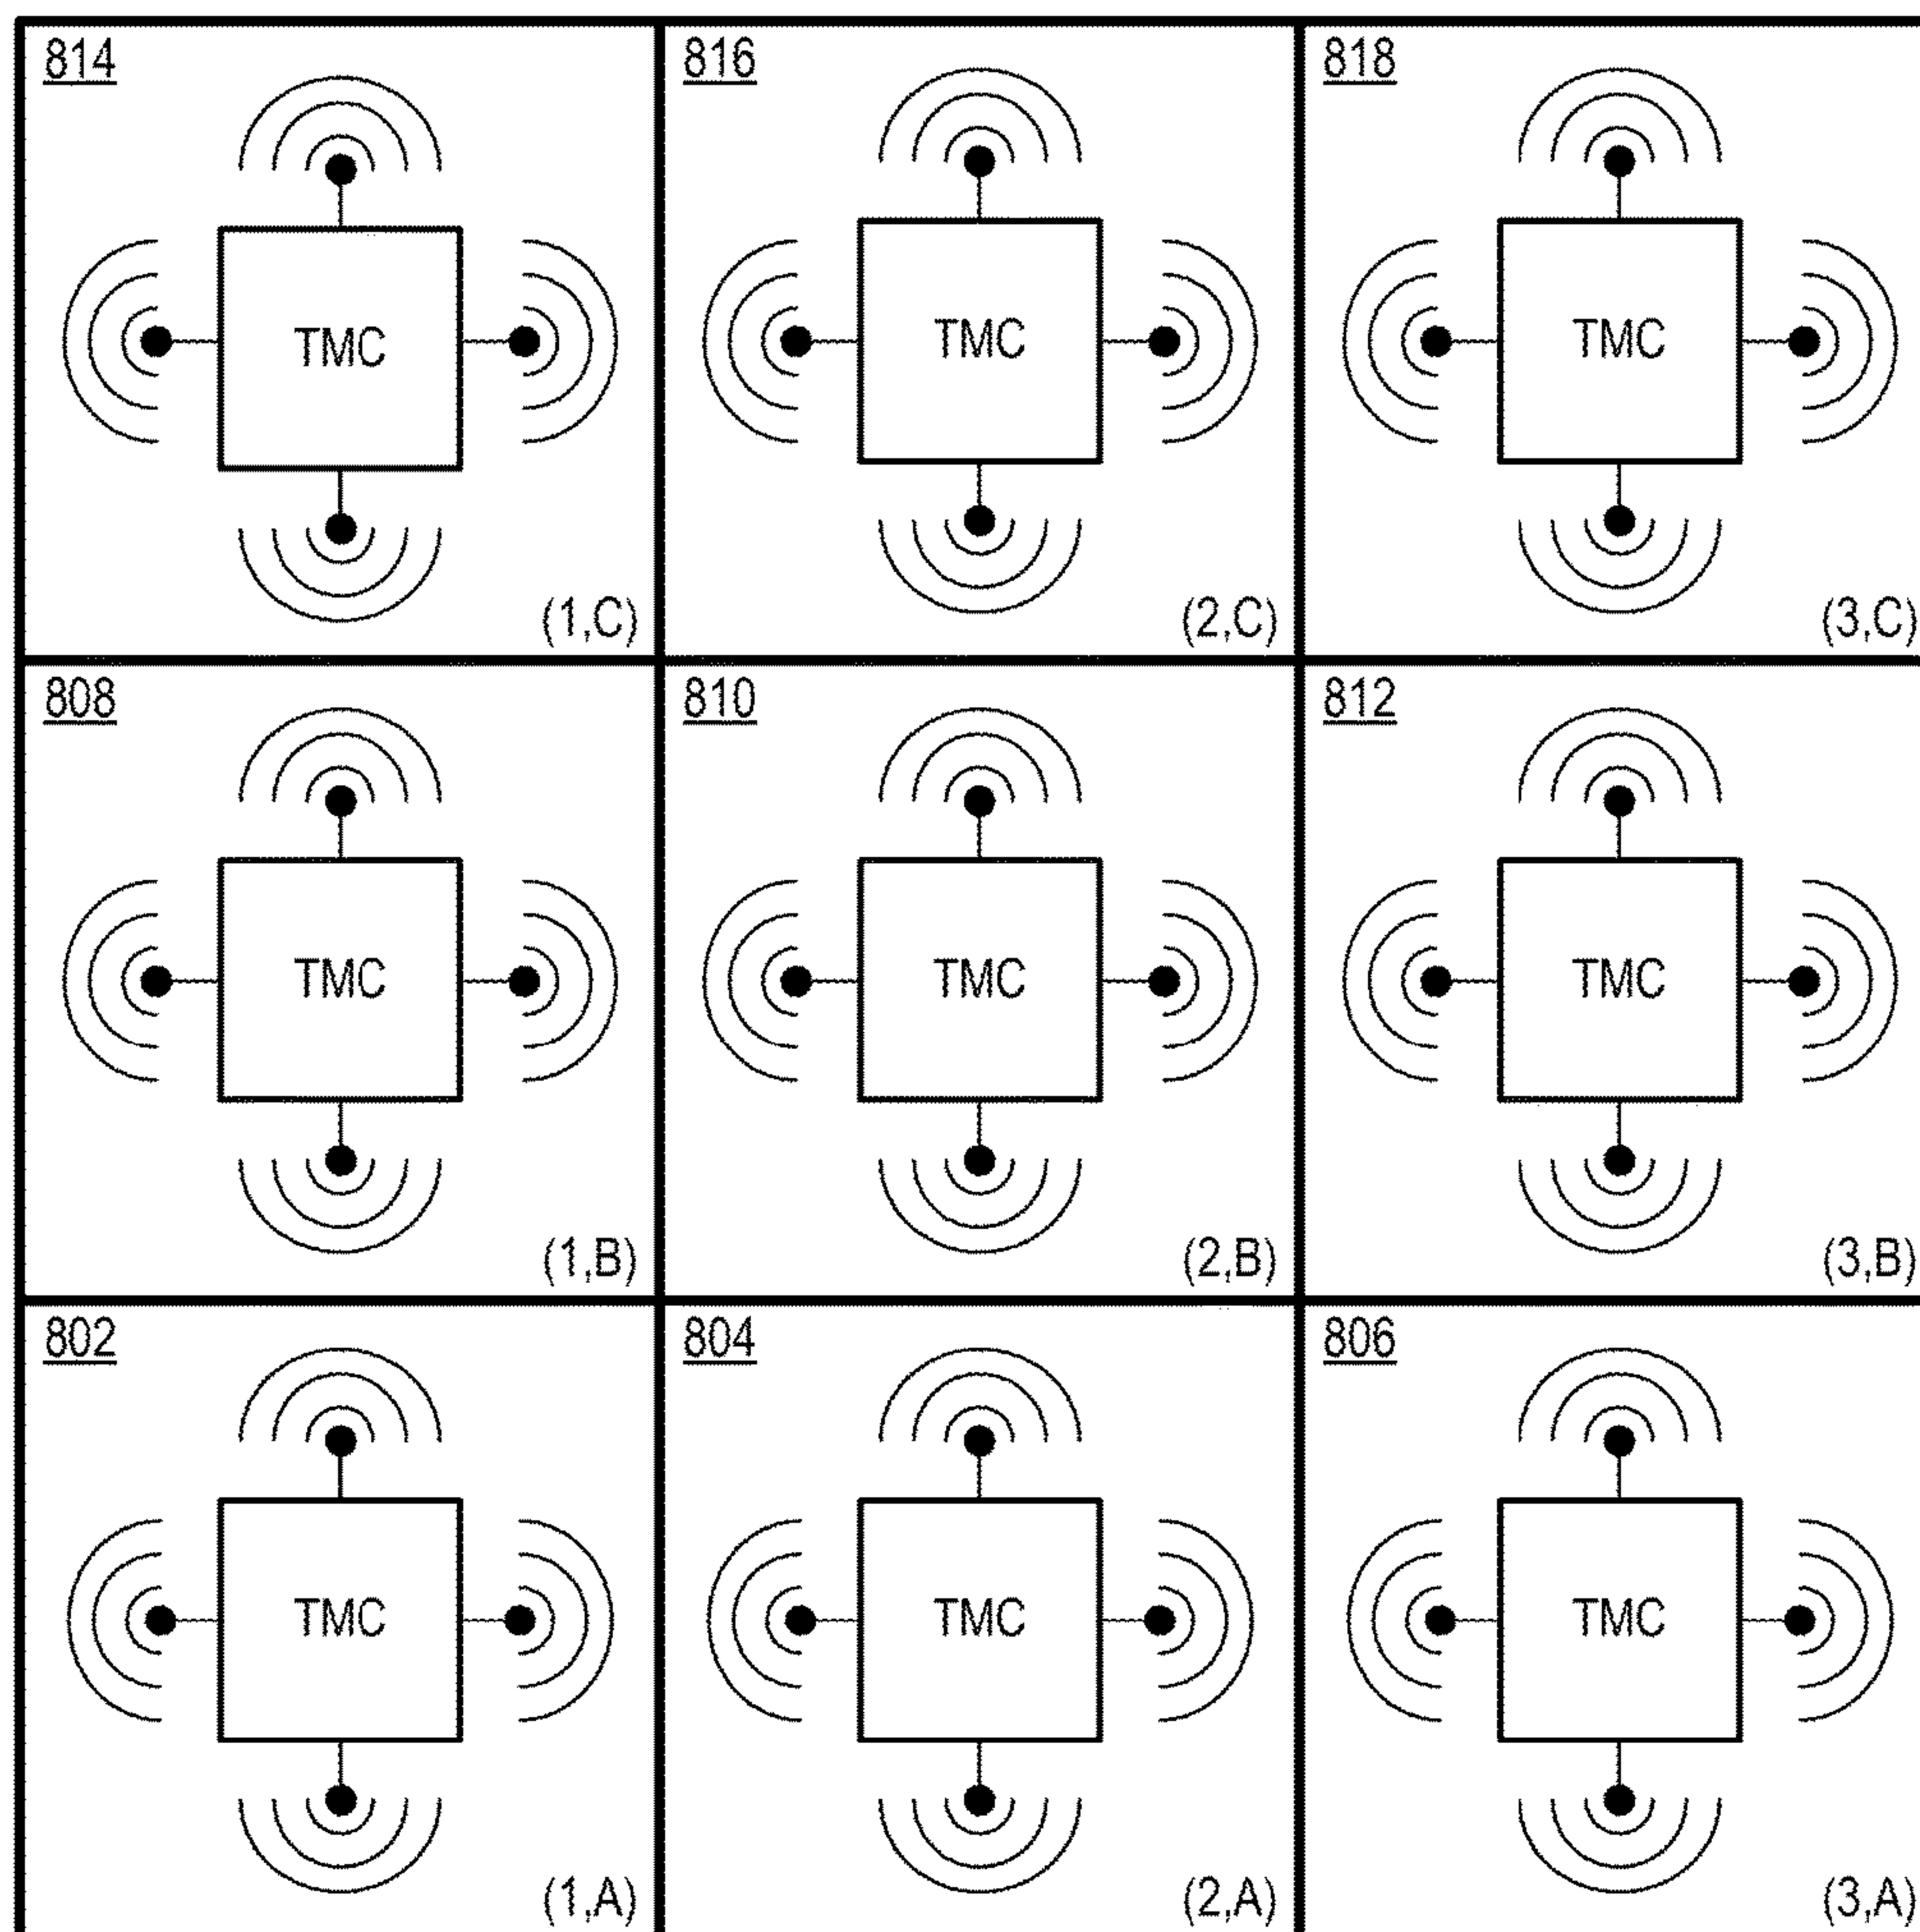 814
816
818
TMC
TMC
TMC
(1,C)
(2,C)
(3,C)
808
810
812
TMC
TMC
TMC
(1,B)
(2,B)
(3,B)
802
804
806
TMC
TMC
TMC
(1,A)
(2,A)
(3,A)